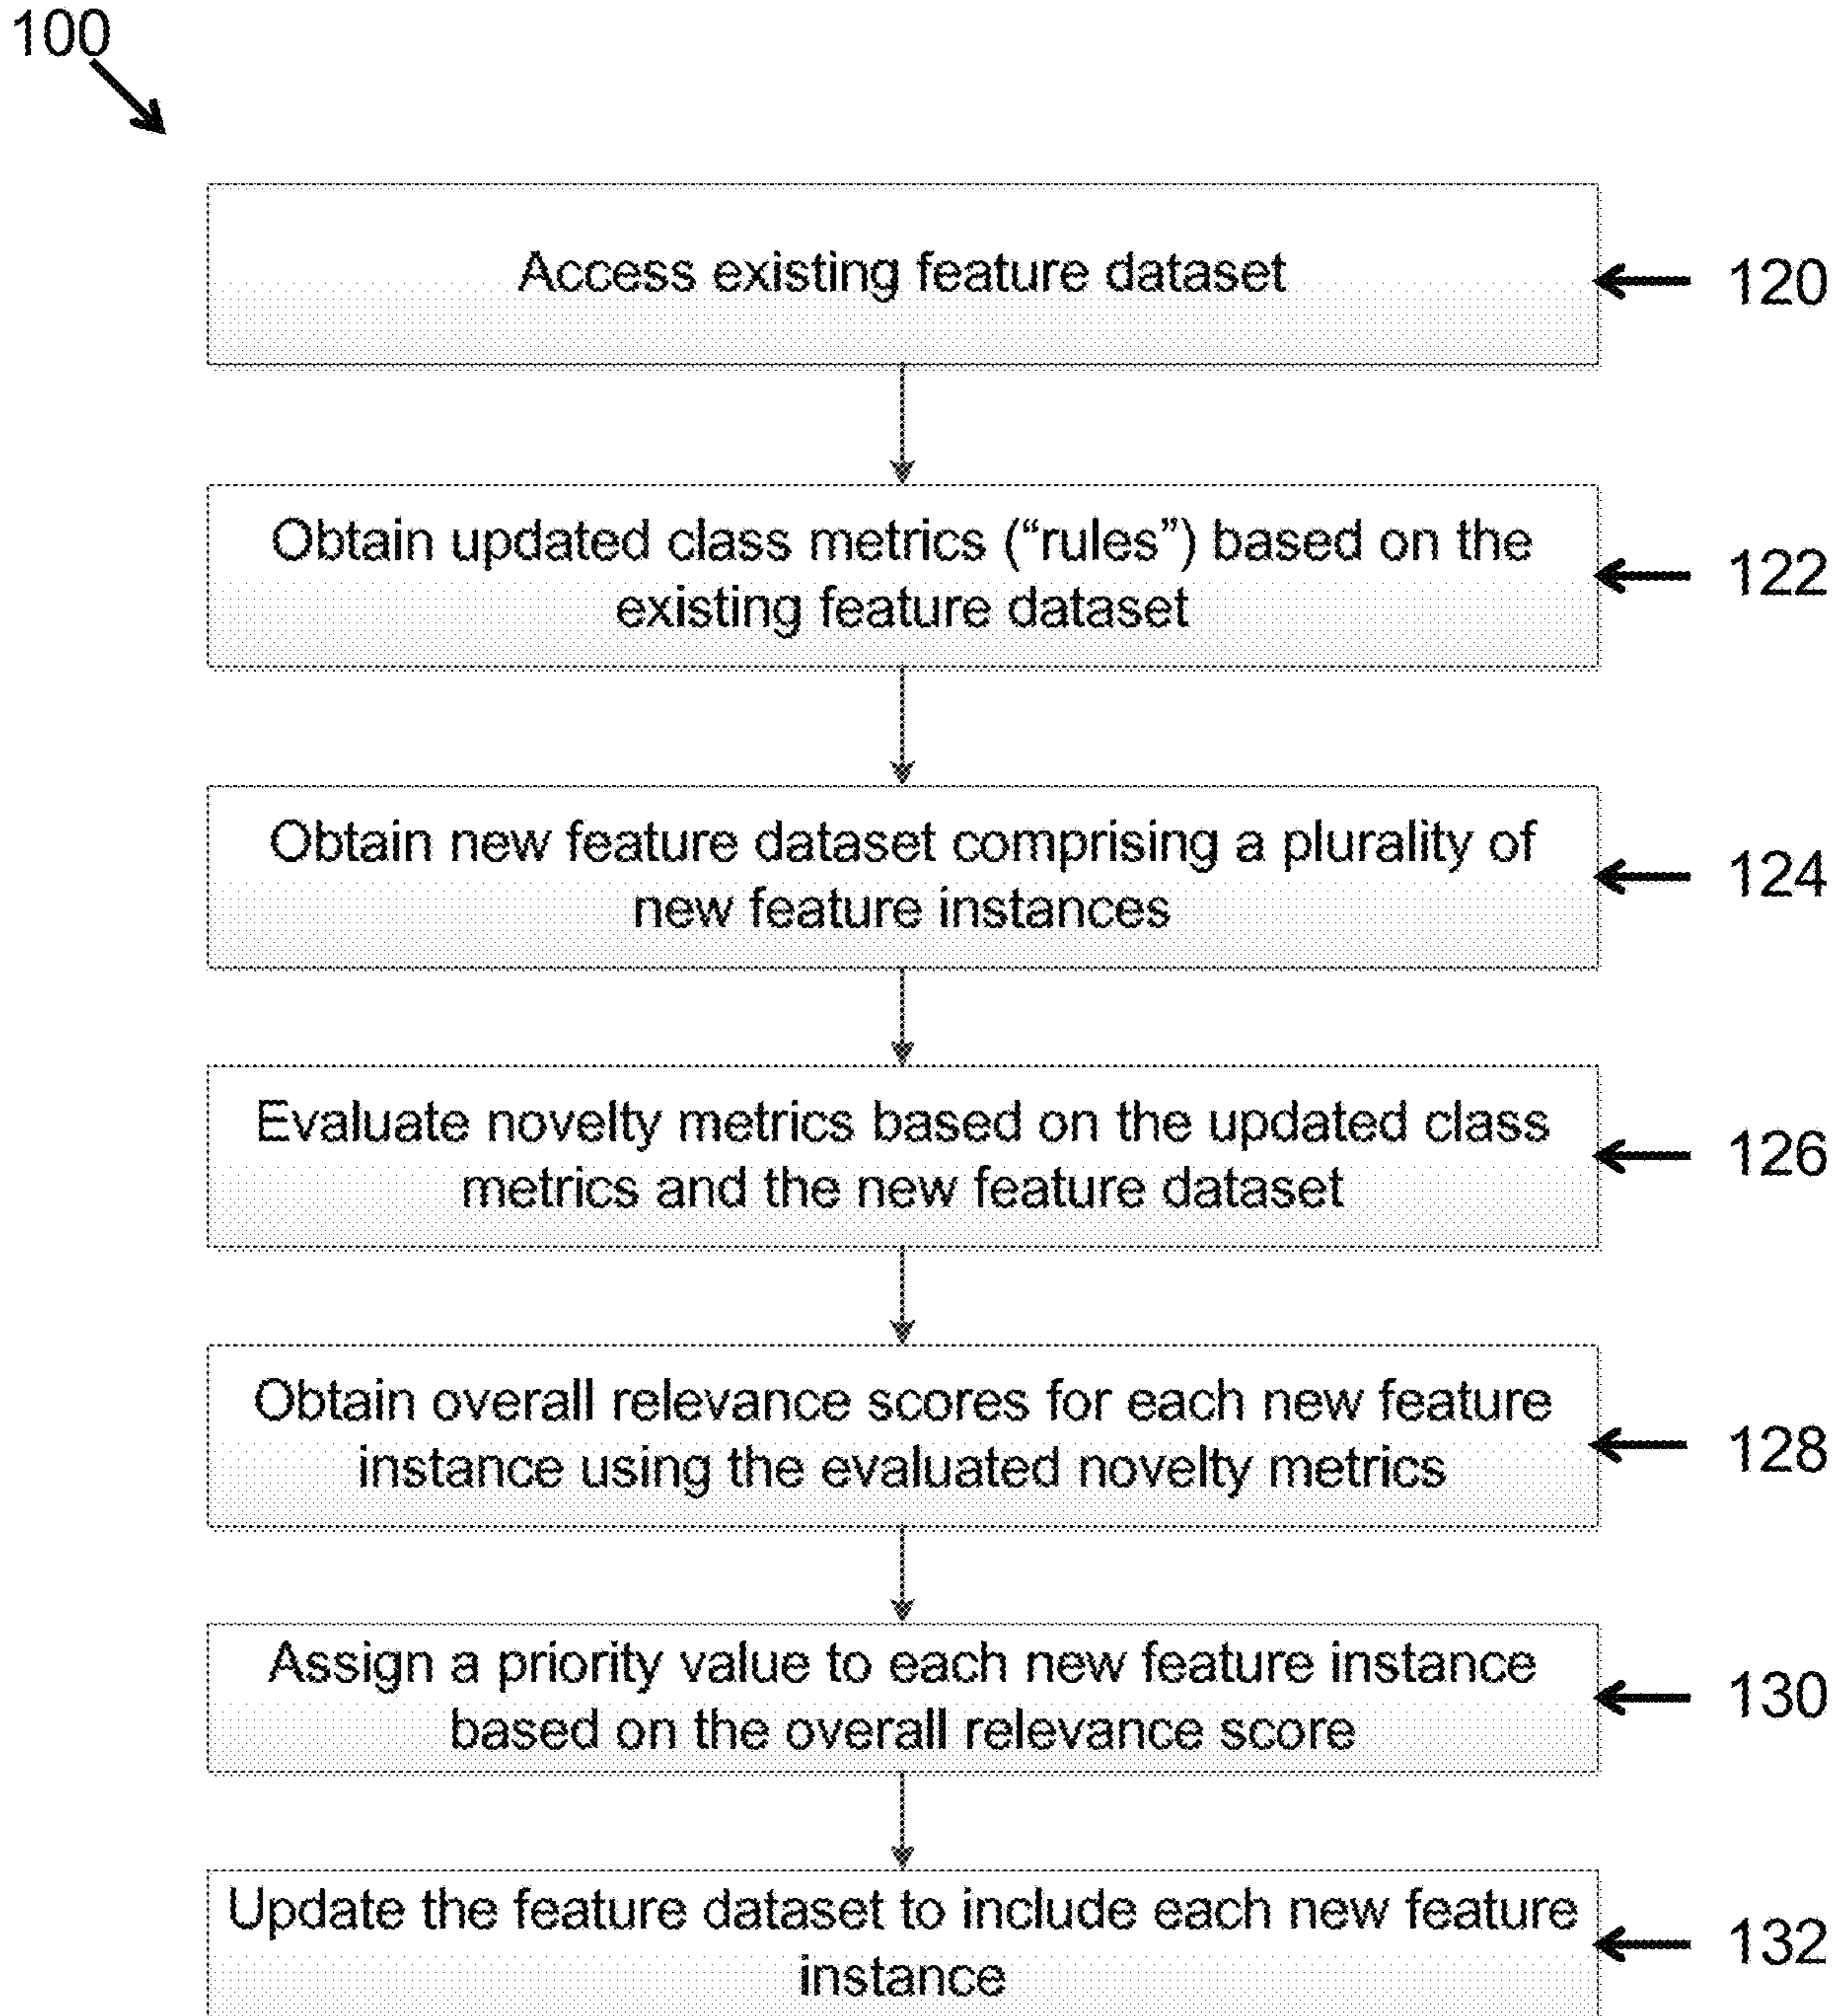 100
Access existing feature dataset
120
Obtain updated class metrics (“rules”) based on the
existing feature dataset
122
Obtain new feature dataset comprising a plurality of
new feature instances
124
Evaluate novelty metrics based on the updated class
metrics and the new feature dataset
126
Obtain overall relevance scores for each new feature
instance using the evaluated novelty metrics
128
Assign a priority value to each new feature instance
based on the overall relevance score
130
Update the feature dataset to include each new feature
instance
132